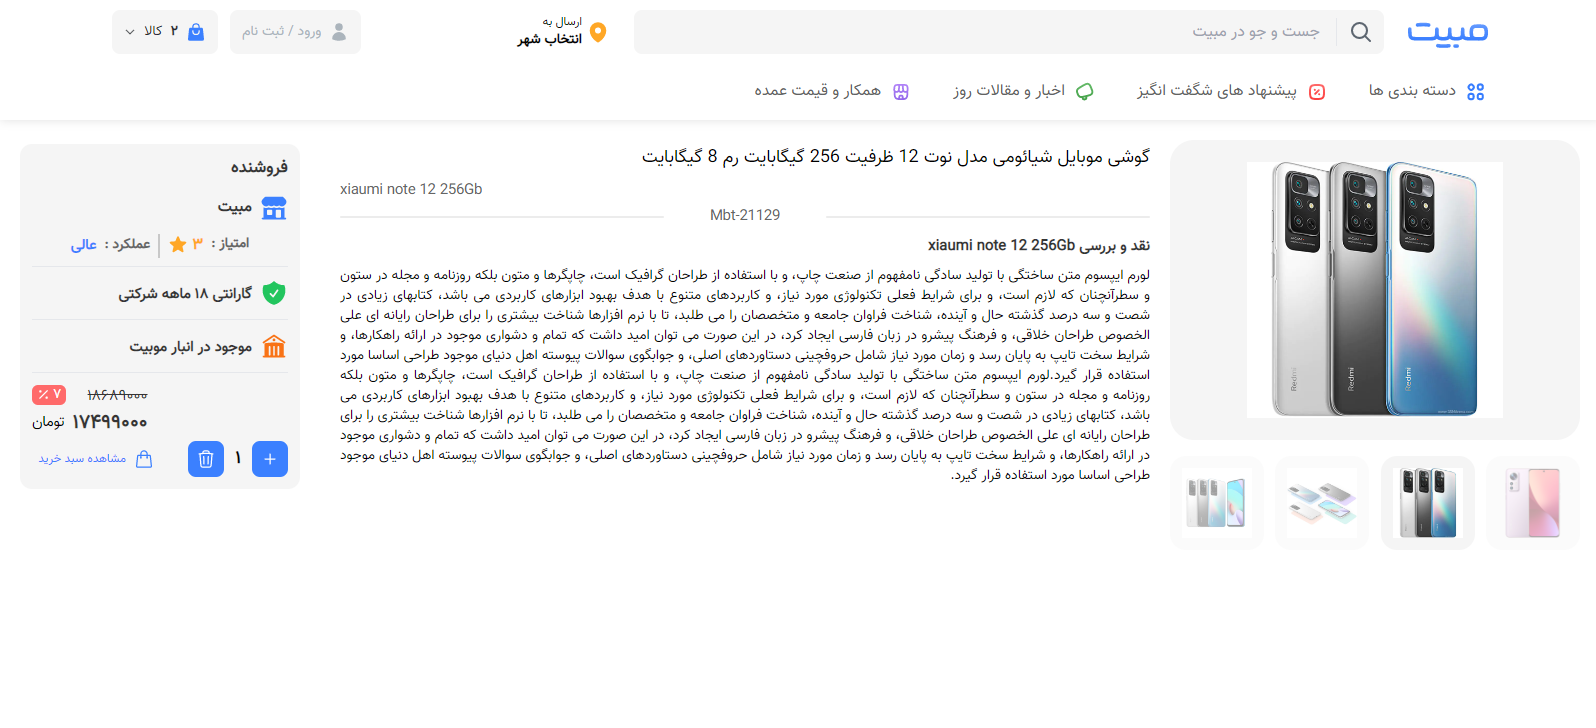 مبیت
جست و جو در مبیت
ارسال به
انتخاب شهر
ورود / ثبت نام
۲ کالا
دسته بندی ها
پیشنهاد های شگفت انگیز
اخبار و مقالات روز
همکار و قیمت عمده
گوشی موبایل شیائومی مدل نوت 12 ظرفیت 256 گیگابایت رم 8 گیگابایت
xiaumi note 12 256Gb
Mbt-21129
نقد و بررسی xiaumi note 12 256Gb
لورم ایپسوم متن ساختگی با تولید سادگی نامفهوم از صنعت چاپ، و با استفاده از طراحان گرافیک است، چاپگرها و متون بلکه روزنامه و مجله در ستون
و سطرآنچنان که لازم است، و برای شرایط فعلی تکنولوژی مورد نیاز، و کاربردهای متنوع با هدف بهبود ابزارهای کاربردی می باشد، کتابهای زیادی در
شصت و سه درصد گذشته حال و آینده، شناخت فراوان جامعه و متخصصان را می طلبد، تا با نرم افزارها شناخت بیشتری را برای طراحان رایانه ای علی
الخصوص طراحان خلاقی، و فرهنگ پیشرو در زبان فارسی ایجاد کرد، در این صورت می توان امید داشت که تمام و دشواری موجود در ارائه راهکارها، و
شرایط سخت تایپ به پایان رسد و زمان مورد نیاز شامل حروفچینی دستاوردهای اصلی، و جوابگوی سوالات پیوسته اهل دنیای موجود طراحی اساسا مورد
استفاده قرار گیرد.لورم ایپسوم متن ساختگی با تولید سادگی نامفهوم از صنعت چاپ، و با استفاده از طراحان گرافیک است، چاپگرها و متون بلکه
روزنامه و مجله در ستون و سطرآنچنان که لازم است، و برای شرایط فعلی تکنولوژی مورد نیاز، و کاربردهای متنوع با هدف بهبود ابزارهای کاربردی می
باشد، کتابهای زیادی در شصت و سه درصد گذشته حال و آینده، شناخت فراوان جامعه و متخصصان را می طلبد، تا با نرم افزارها شناخت بیشتری را برای
طراحان رایانه ای علی الخصوص طراحان خلاقی، و فرهنگ پیشرو در زبان فارسی ایجاد کرد، در این صورت می توان امید داشت که تمام و دشواری موجود
در ارائه راهکارها، و شرایط سخت تایپ به پایان رسد و زمان مورد نیاز شامل حروفچینی دستاوردهای اصلی، و جوابگوی سوالات پیوسته اهل دنیای موجود
طراحی اساسا مورد استفاده قرار گیرد.
فروشنده
مبیت
امتیاز : ۳ عملکرد : عالی
گارانتی ۱۸ ماهه شرکتی
موجود در انبار موبیت
۱۸۶۸۹۰۰۰ ۷ ٪
۱۷۴۹۹۰۰۰ تومان
+ ۱ مشاهده سبد خرید
Redmi
Redmi
Redmi